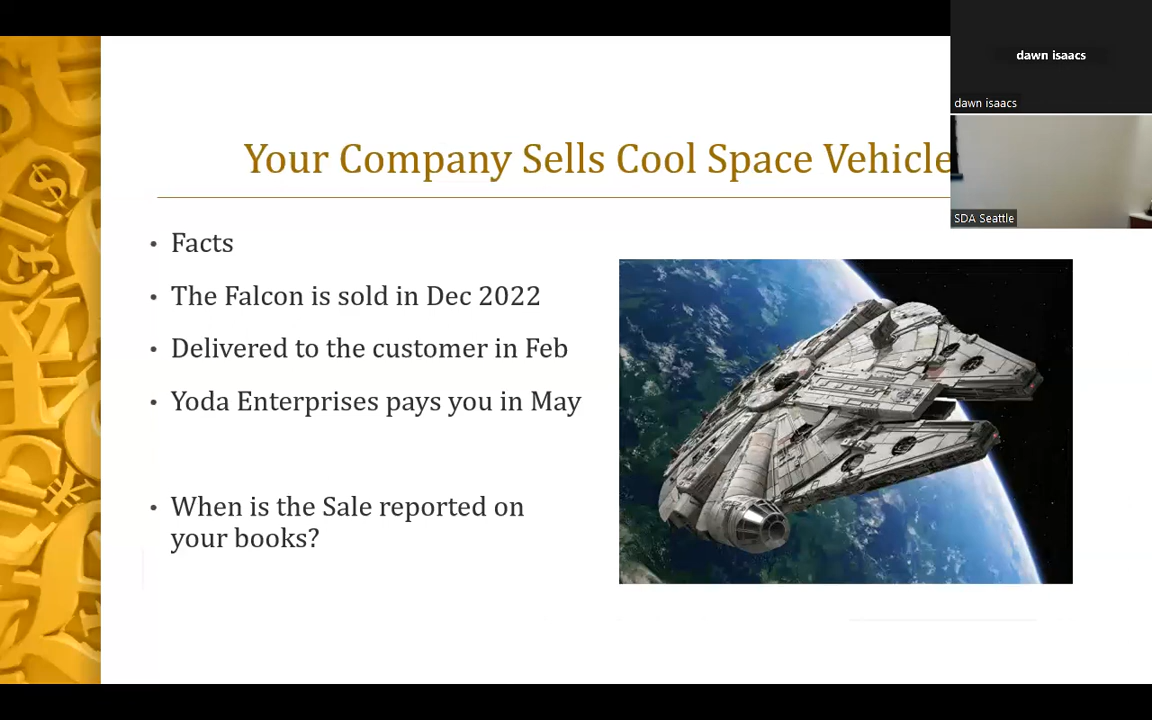 dawn isaacs
dawn isaacs
SDA Seattle
Your Company Sells Cool Space Vehicle
• Facts
• The Falcon is sold in Dec 2022
• Delivered to the customer in Feb
• Yoda Enterprises pays you in May
• When is the Sale reported on
your books?